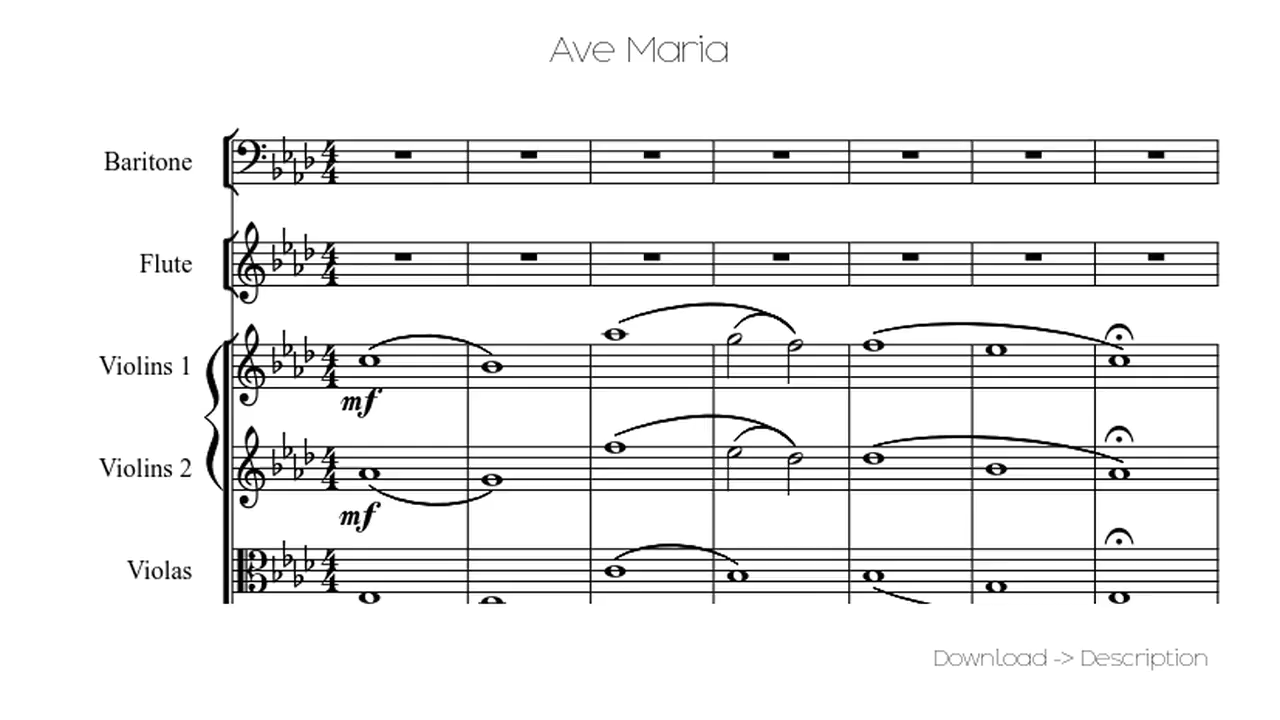 Ave Maria
Baritone
Flute
Violins 1
mf
Violins 2
mf
Violas
Download -> Description